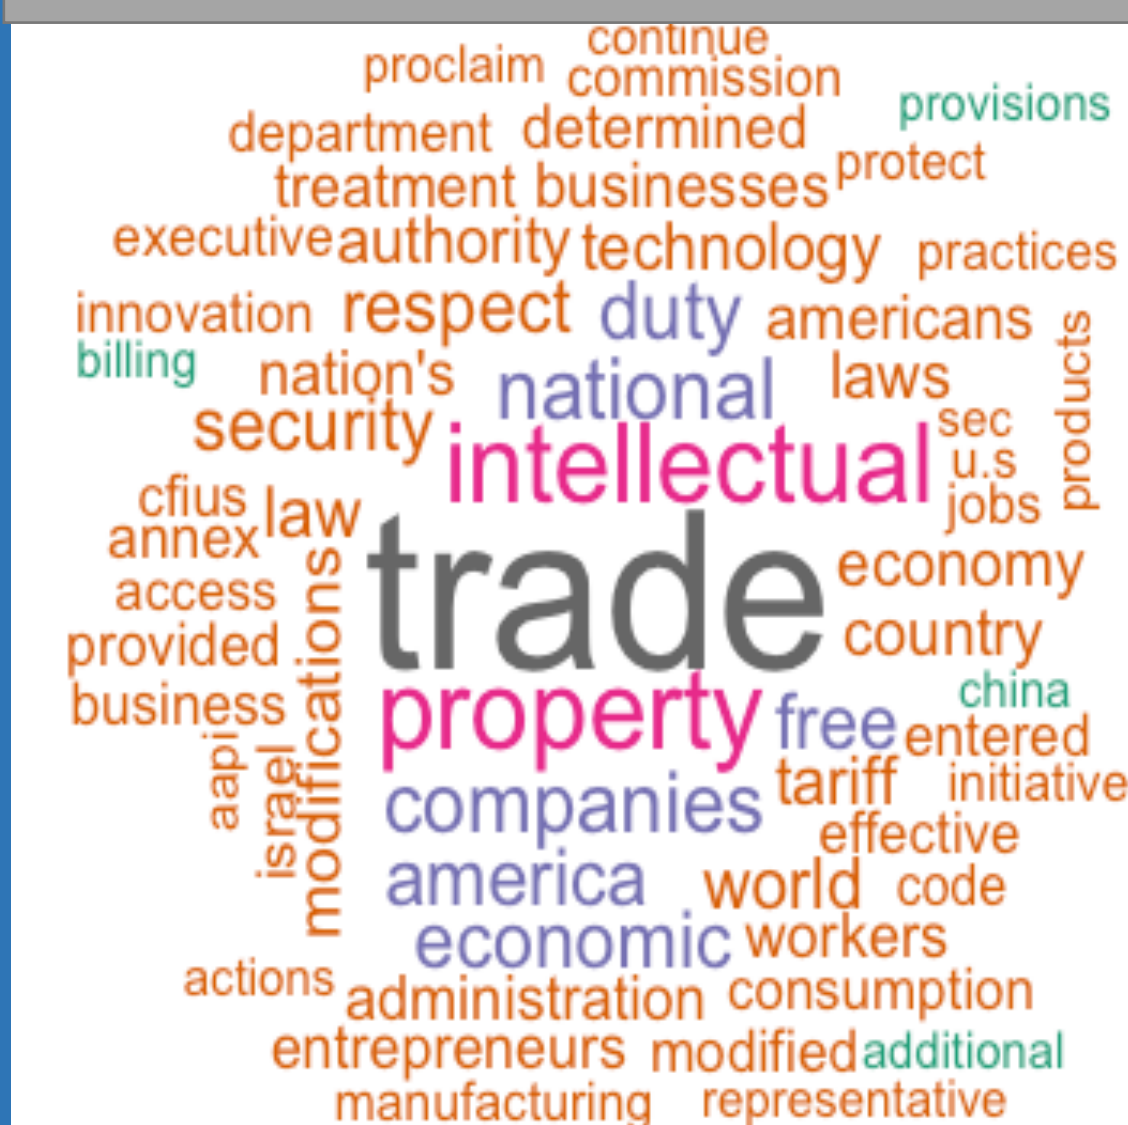 continue
proclaim commission
provisions
department determined
protect
treatment businesses
executive authority technology practices
innovation respect duty americans
billing nation's national laws
products
security intellectual sec
u.s
cfius law jobs
annex trade economy
access
modifications
provided country
business property free china
entered
aapi israel companies tariff initiative
effective
america world code
economic workers
actions administration consumption
entrepreneurs modified additional
manufacturing representative